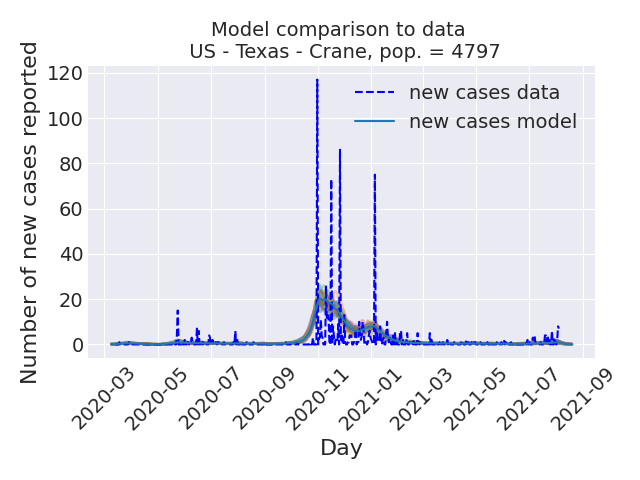 Model comparison to data
US - Texas - Crane, pop. = 4797
Number of new cases reported
120
100
80
60
40
20
0
new cases data
new cases model
2020-03
2020-05
2020-07
2020-09
2020-11
2021-01
2021-03
2021-05
2021-07
2021-09
Day